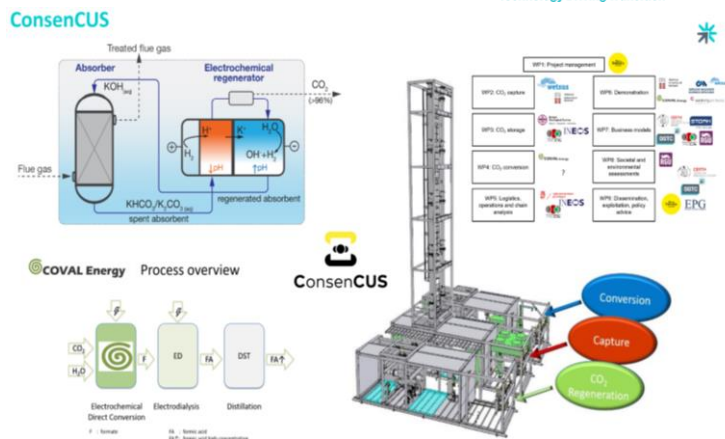 ConsenCUS
Treated flue gas
Absorber
Electrochemical
regenerator
KOH(aq)
CO2
(>96%)
H+
K+
H2O
H2
OH-+H2
↓pH
↑pH
Flue gas
KHCO3/K2CO3 (aq)
spent absorbent
regenerated absorbent
WP1: Project management
WP2: CO2 capture
wetsus
WP6: Demonstration
WP3: CO2 storage
INEOS
WP7: Business models
WP4: CO2 conversion
?
WP8: Societal and
environmental
assessments
WP5: Logistics,
operations and chain
analysis
INEOS
WP9: Dissemination,
exploitation, policy
advice
EPG
COVAL Energy
Process overview
ConsenCUS
CO2
H2O
F
ED
FA
DST
FA↑
Electrochemical
Direct Conversion
Electrodialysis
Distillation
F : formate
FA : formic acid
Conversion
Capture
CO2
Regeneration